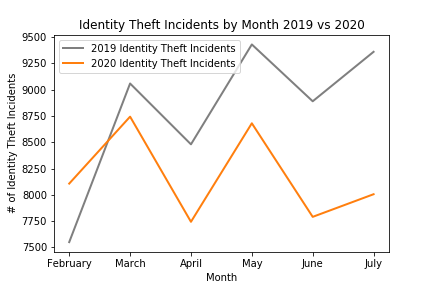 Identity Theft Incidents by Month 2019 vs 2020
2019 Identity Theft Incidents
2020 Identity Theft Incidents
# of Identity Theft Incidents
9500
9250
9000
8750
8500
8250
8000
7750
7500
February March April May June July
Month